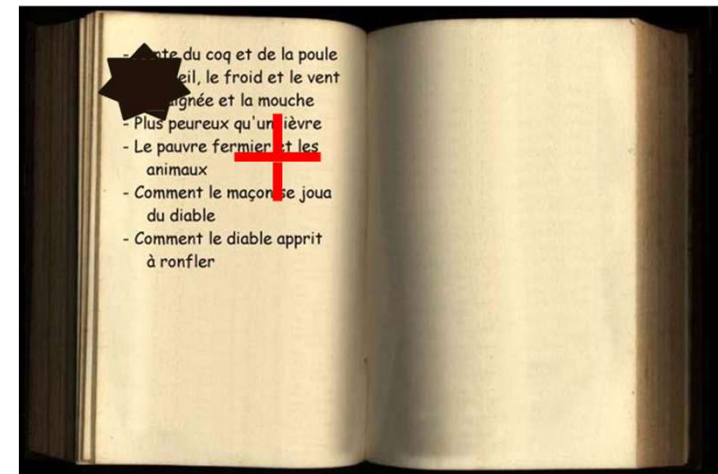 - du coq et de la poule
le froid et le vent
et la mouche
- Plus peureux qu'un
- Le pauvre fermier et les
animaux
- Comment le maçon se joua
du diable
- Comment le diable apprit
à ronfler